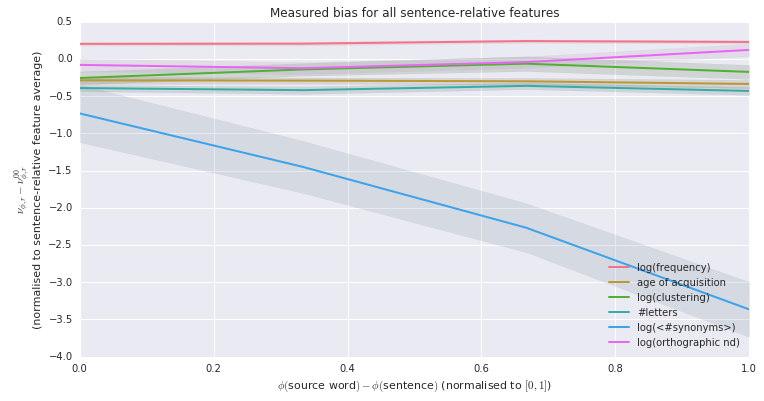 Measured bias for all sentence-relative features
0.5
0.0
−0.5
−1.0
−1.5
−2.0
−2.5
−3.0
−3.5
−4.0
ν_{ϕ,r} − ν^{00}_{ϕ,r}
(normalised to sentence-relative feature average)
log(frequency)
age of acquisition
log(clustering)
#letters
log(<#synonyms>)
log(orthographic nd)
0.0 0.2 0.4 0.6 0.8 1.0
ϕ(source word) − ϕ(sentence) (normalised to [0, 1])